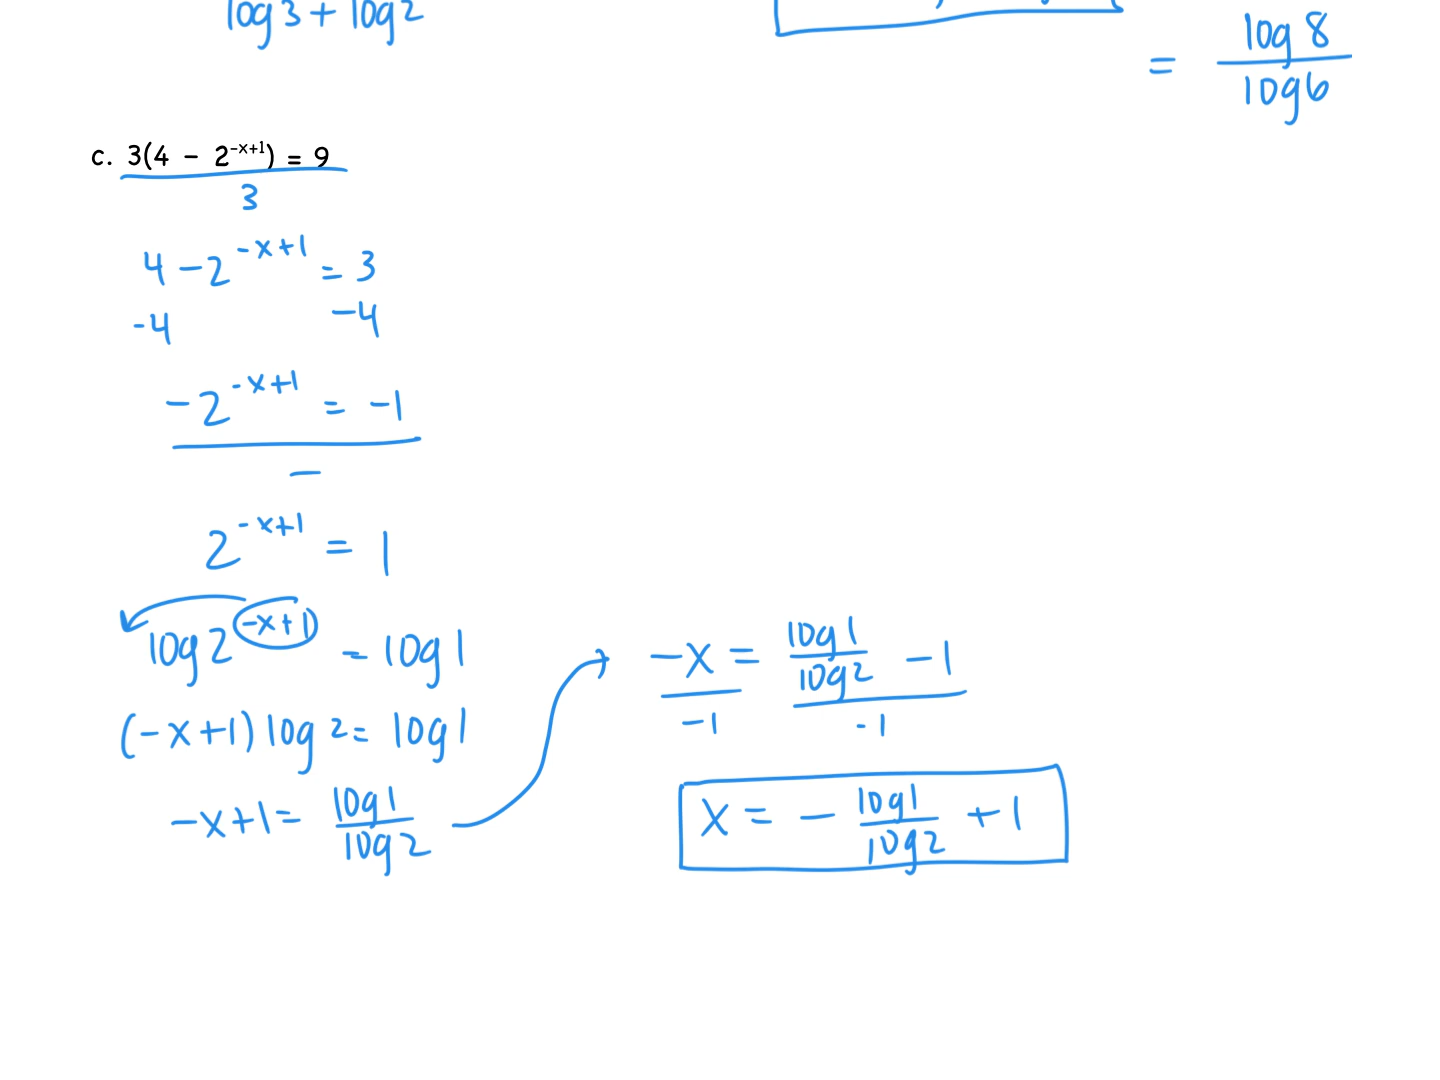 log 3 + log 2
= log 8 / log 6
c. 3(4 - 2^(-x+1)) = 9
3
4 - 2^(-x+1) = 3
-4 -4
-2^(-x+1) = -1
-
2^(-x+1) = 1
log 2^(-x+1) = log 1
(-x+1) log 2 = log 1
-x+1 = log 1 / log 2
-x = log 1 / log 2 - 1
-1 -1
x = - log 1 / log 2 + 1